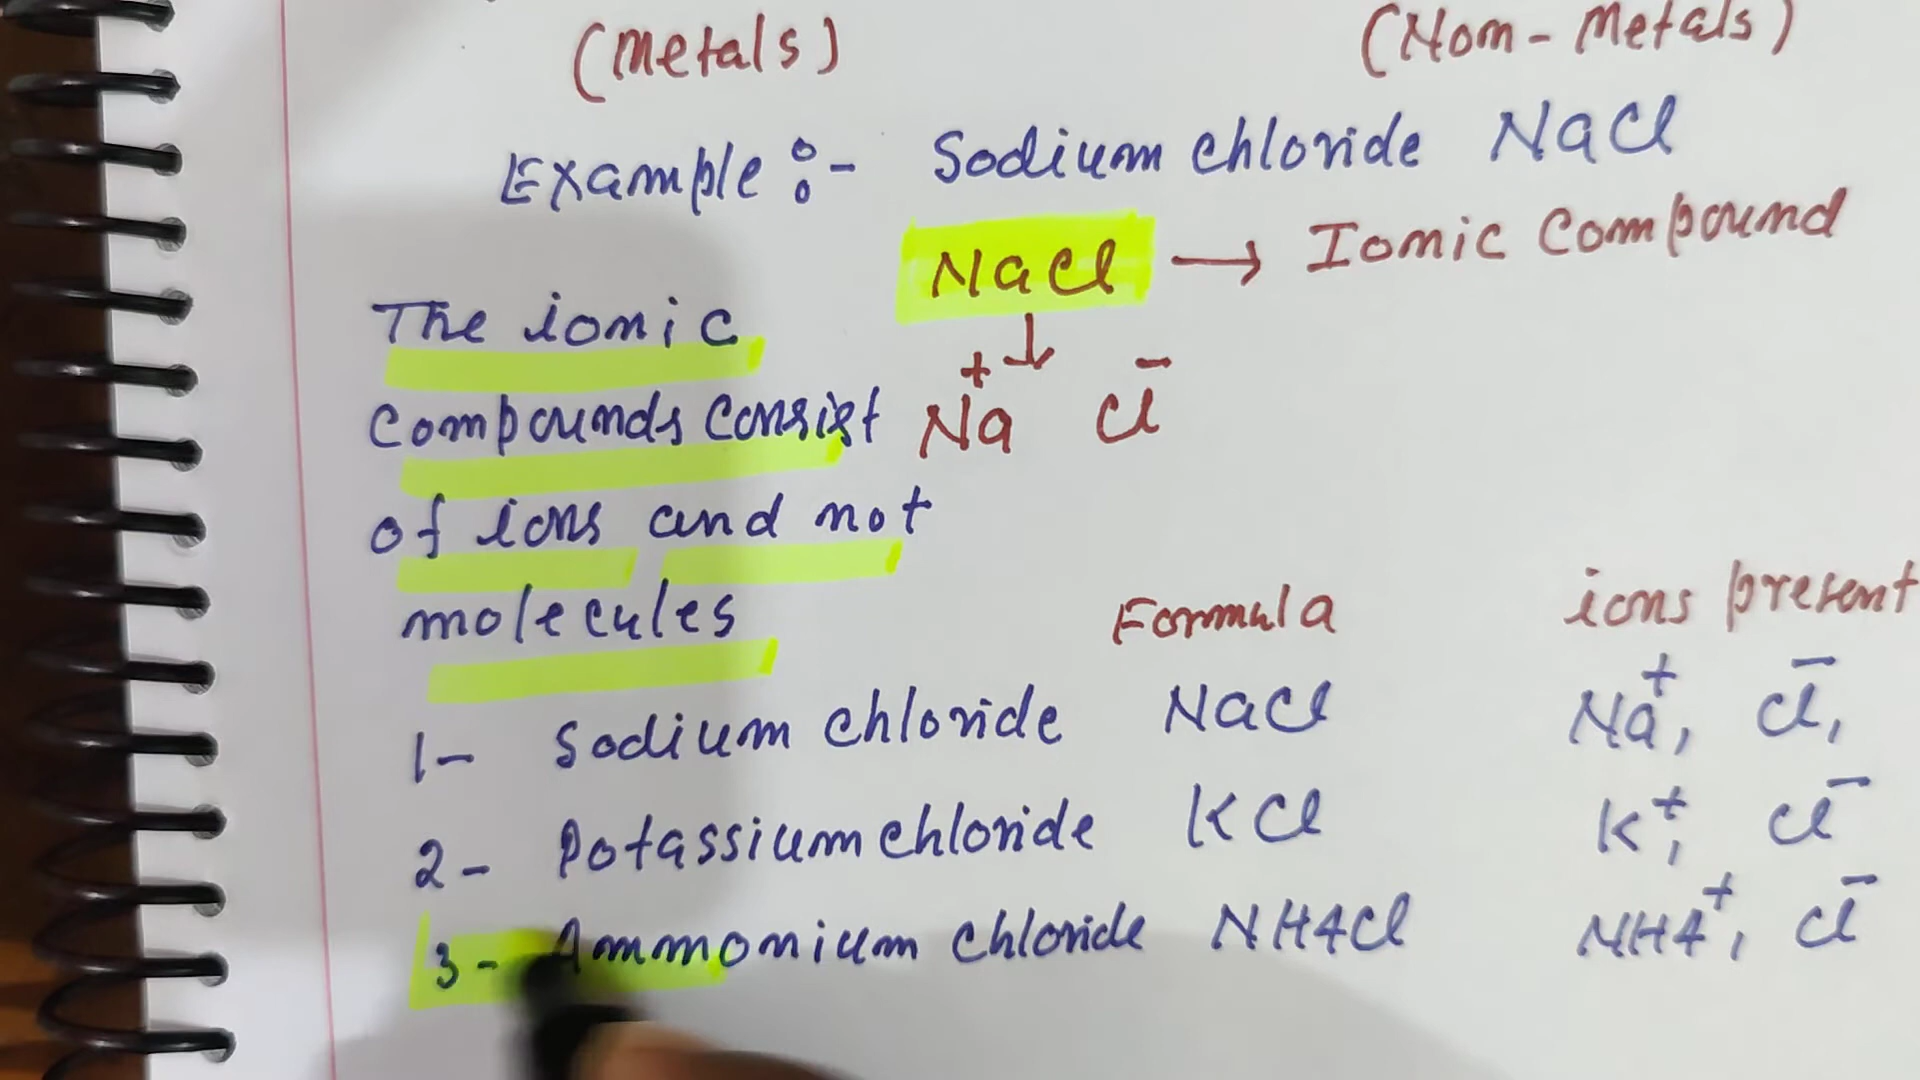 (Metals) (Non-Metals)
Example :- Sodium chloride NaCl
NaCl → Ionic Compound
The ionic
↓
compounds consist Na+ Cl-
of ions and not
molecules
Formula ions present
1- Sodium chloride NaCl Na+, Cl-,
2- Potassium chloride KCl K+, Cl-
3- Ammonium chloride NH4Cl NH4+, Cl-